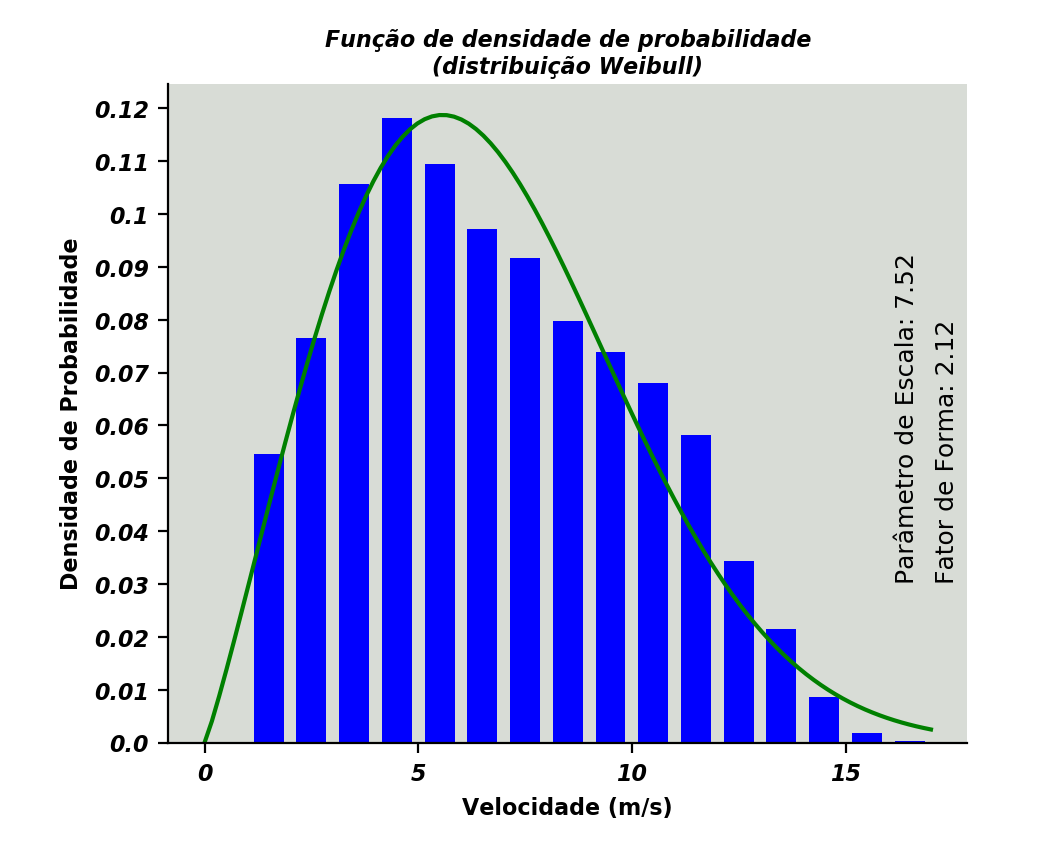 Função de densidade de probabilidade
(distribuição Weibull)
Densidade de Probabilidade
0.12
0.11
0.1
0.09
0.08
0.07
0.06
0.05
0.04
0.03
0.02
0.01
0.0
Parâmetro de Escala: 7.52
Fator de Forma: 2.12
0
5
10
15
Velocidade (m/s)